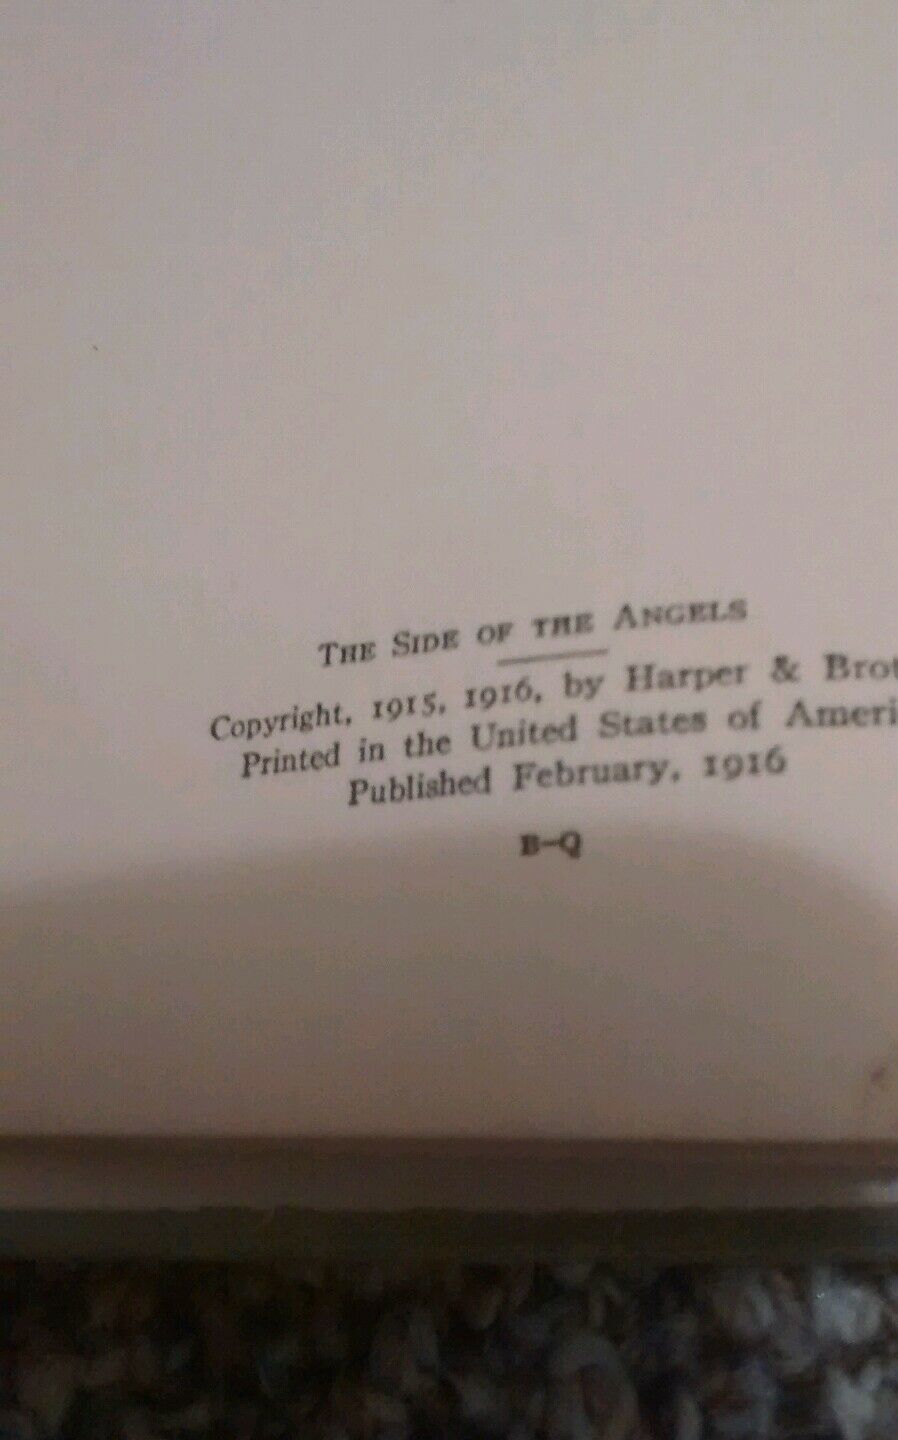 THE SIDE OF THE ANGELS
Copyright, 1915, 1916, by Harper & Brot
Printed in the United States of Ameri
Published February, 1916
B-Q